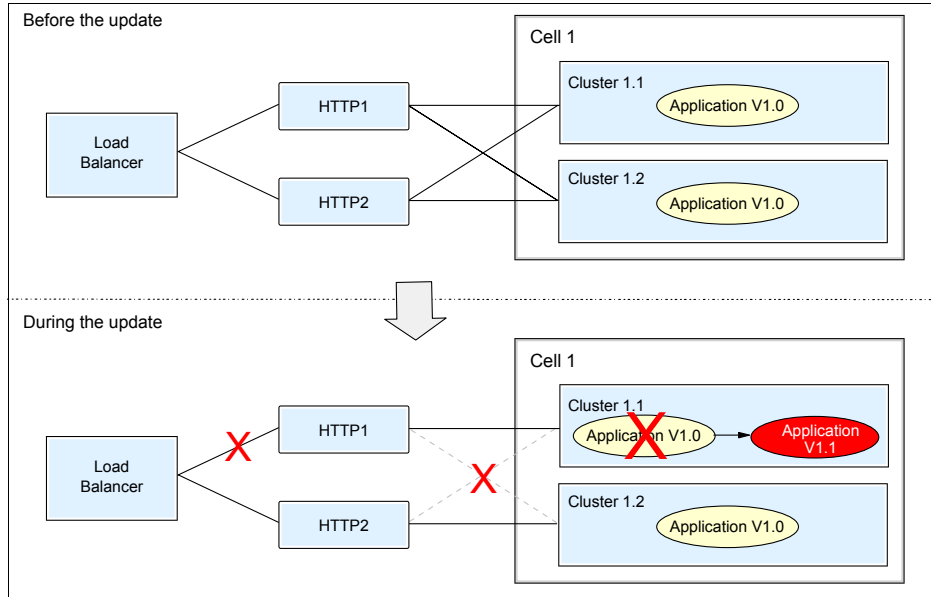 Before the update
Cell 1
Cluster 1.1
Application V1.0
HTTP1
Load
Balancer
Cluster 1.2
HTTP2
Application V1.0
During the update
Cell 1
Cluster 1.1
HTTP1
Application V1.0
Application
V1.1
Load
Balancer
Cluster 1.2
HTTP2
Application V1.0